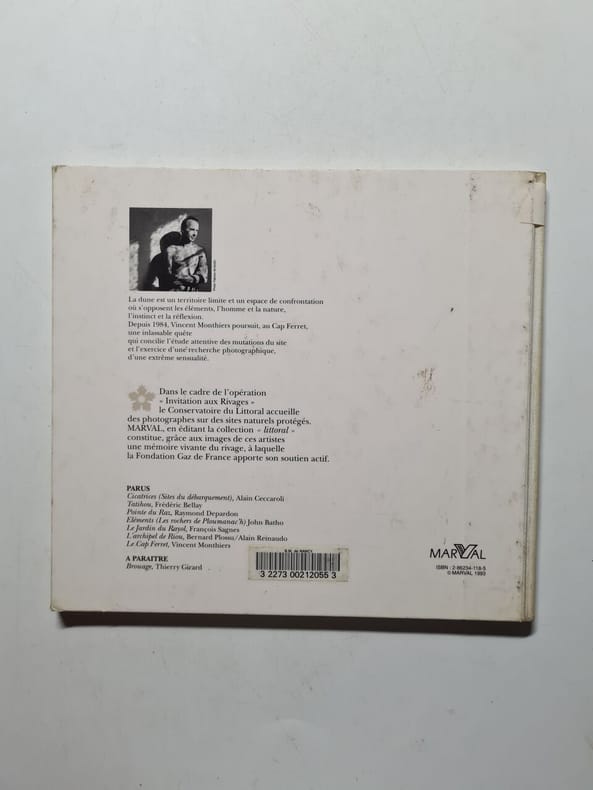 La dune est un territoire limite et un espace de confrontation
où s'opposent les éléments, l'homme et la nature,
l'instinct et la réflexion.
Depuis 1984, Vincent Monthiers poursuit, au Cap Ferret,
une inlassable quête
qui concilie l'étude attentive des mutations du site
et l'exercice d'une recherche photographique,
d'une extrême sensualité.
Dans le cadre de l'opération
« Invitation aux Rivages »
le Conservatoire du Littoral accueille
des photographes sur des sites naturels protégés.
MARVAL, en éditant la collection « littoral »
constitue, grâce aux images de ces artistes
une mémoire vivante du rivage, à laquelle
la Fondation Gaz de France apporte son soutien actif.
PARUS
Cicatrices (Sites du débarquement), Alain Ceccaroli
Tatihou, Frédéric Bellay
Pointe du Raz, Raymond Depardon
Eléments (Les rochers de Ploumanac'h) John Batho
Le Jardin du Rayol, François Sagnes
L'archipel de Riou, Bernard Plossu/Alain Reinaudo
Le Cap Ferret, Vincent Monthiers
A PARAITRE
Brouage, Thierry Girard
B.M. de NANCY
3 2273 00212055 3
MARVAL
ISBN : 2-86234-118-5
© MARVAL 1993